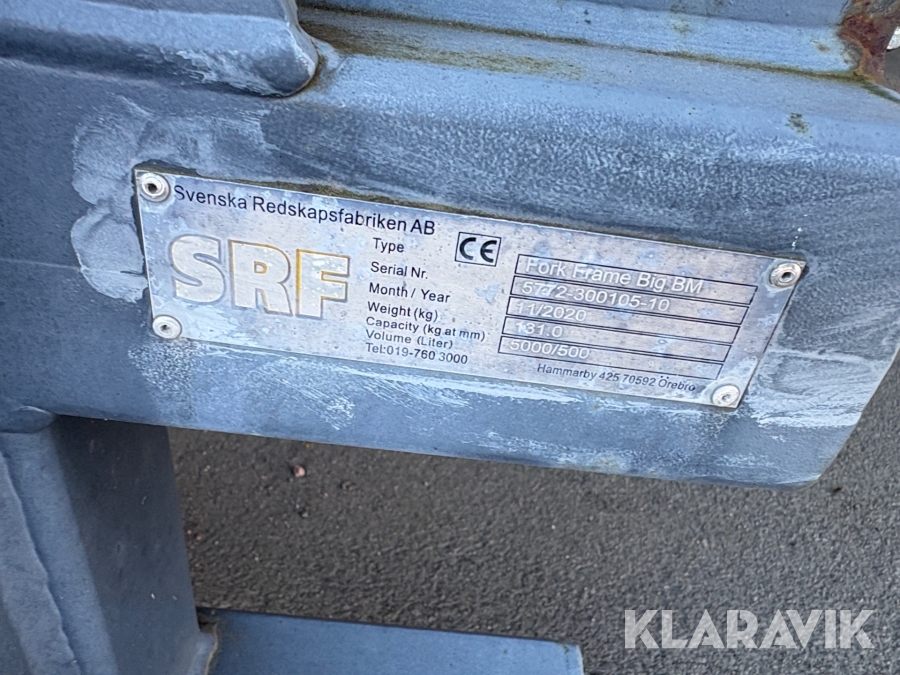 Svenska Redskapsfabriken AB
SRF
CE
Type Fork Frame Big BM
Serial Nr. 5772-300105-10
Month / Year 11/2020
Weight (kg) 131.0
Capacity (kg at mm) 5000/500
Volume (Liter)
Tel:019-760 3000
Hammarby 425 70592 Örebro
KLARAVIK